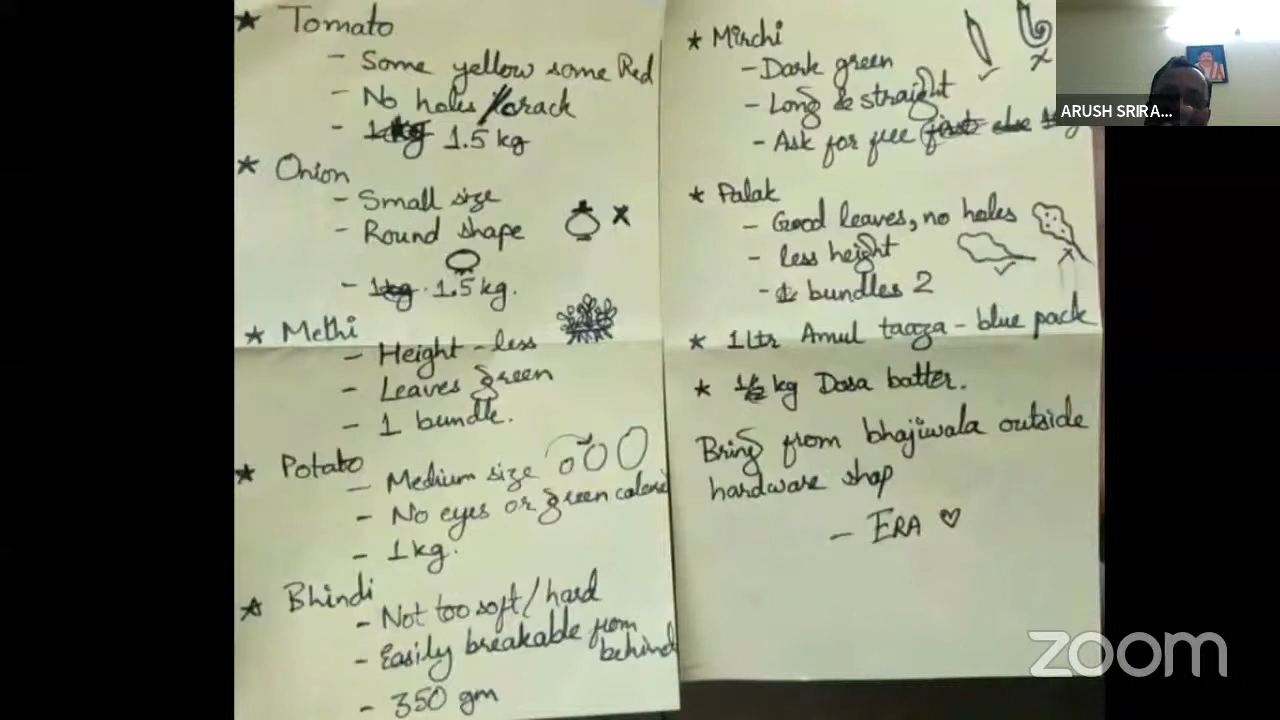 ★ Tomato
- Some yellow some Red
- No holes/crack
- 1.5 kg
★ Onion
- Small size
- Round shape
- 1.5 kg.
★ Methi
- Height - less
- Leaves green
- 1 bundle.
★ Potato
- Medium size
- No eyes or green
- 1 kg.
★ Bhindi
- Not too soft/hard
- Easily breakable from
behind
- 350 gm
★ Mirchi
- Dark green
- Long & straight
- Ask for free
★ Palak
- Good leaves, no holes
- less height
- bundles 2
★ 1 Ltr Amul taaza - blue pack
★ kg Dosa batter.
Bring from bhajiwala outside
hardware shop
- ERA ♡
ARUSH SRIRA...
zoom